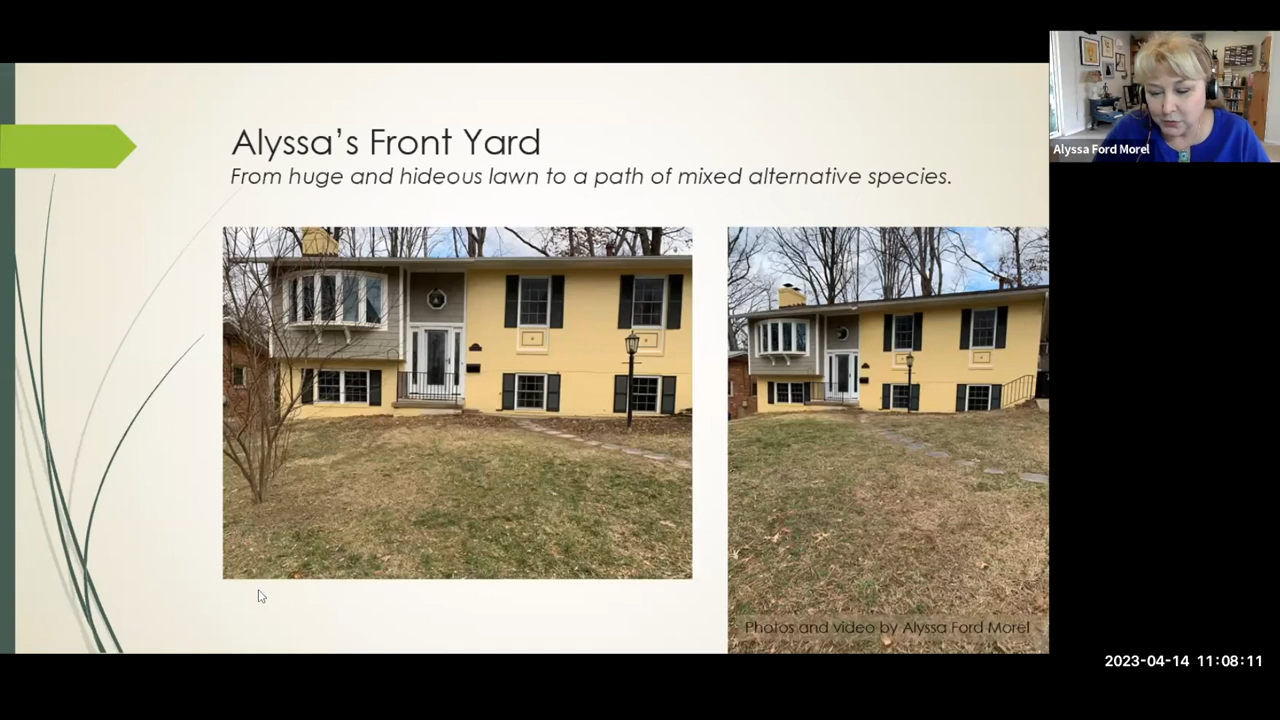 Alyssa's Front Yard
From huge and hideous lawn to a path of mixed alternative species.
Alyssa Ford Morel
Photos and video by Alyssa Ford Morel
2023-04-14 11:08:11